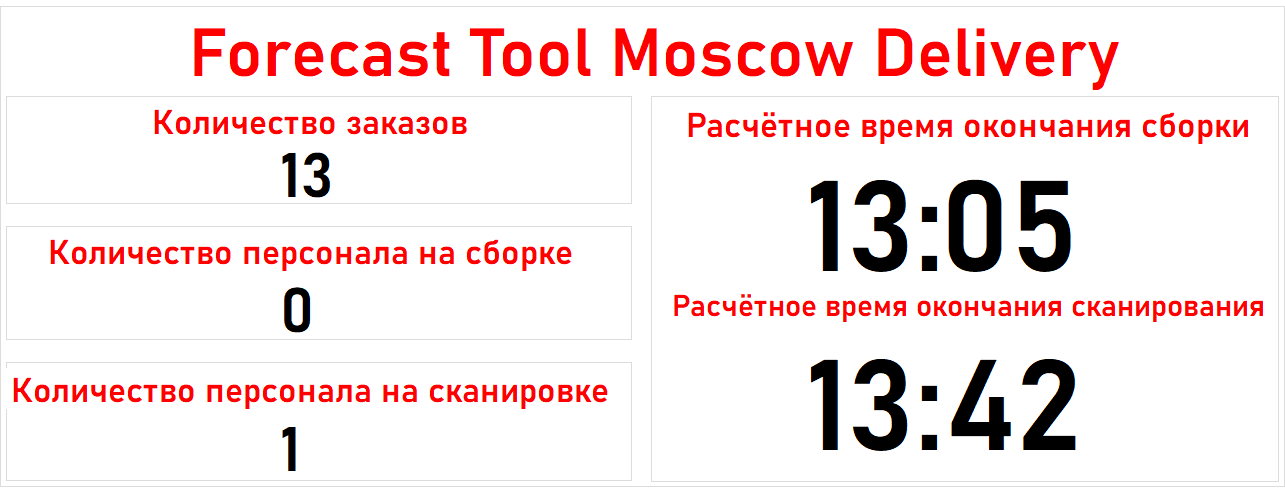 Forecast Tool Moscow Delivery
Количество заказов
13
Количество персонала на сборке
0
Количество персонала на сканировке
1
Расчётное время окончания сборки
13:05
Расчётное время окончания сканирования
13:42